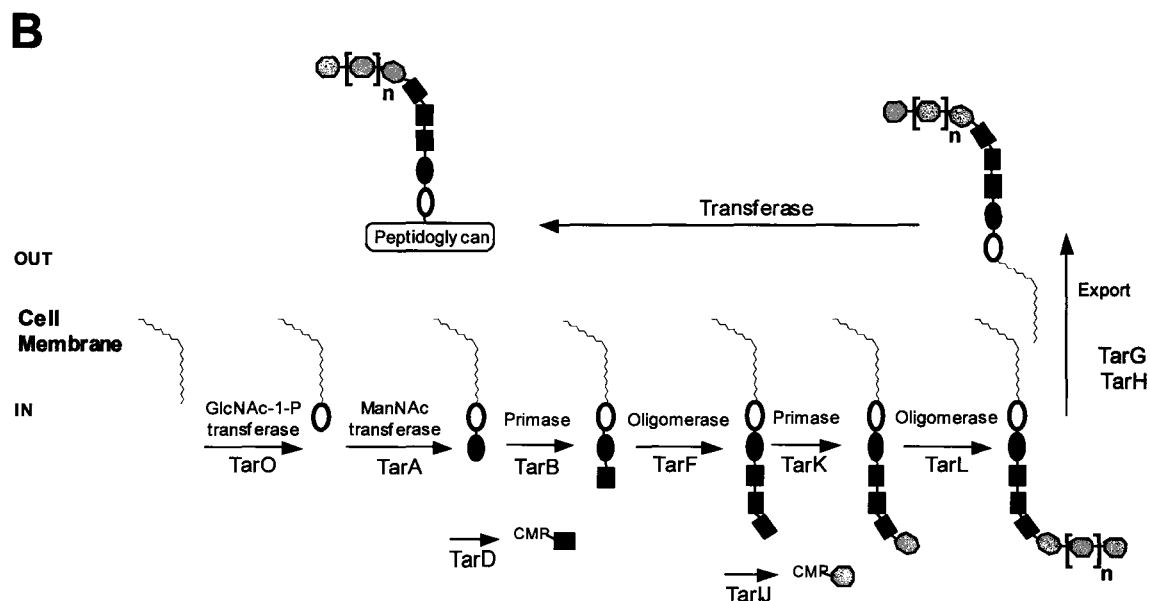 B
[ ]
n
[ ]
n
Transferase
Peptidoglycan
OUT
Export
Cell
Membrane
TarG
TarH
IN
GlcNAc-1-P
transferase
TarO
ManNAc
transferase
TarA
Primase
TarB
Oligomerase
TarF
Primase
TarK
Oligomerase
TarL
CMP
TarD
[ ]
n
CMP
TarIJ